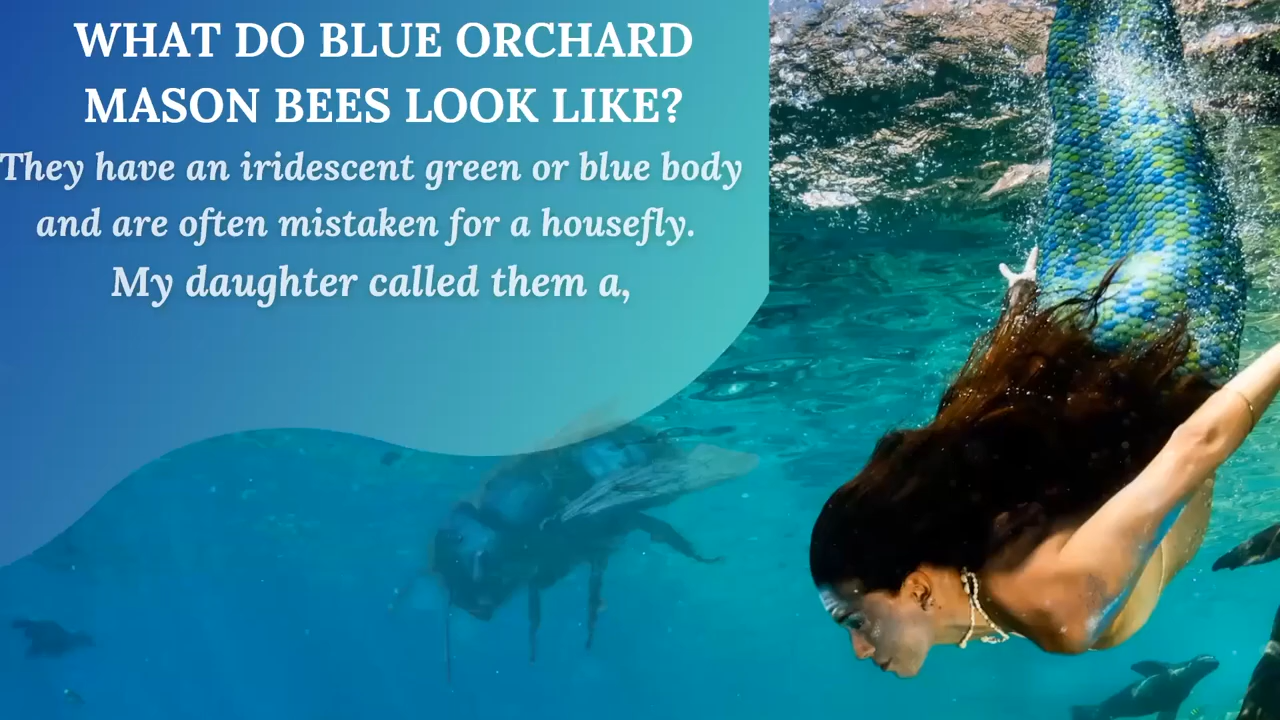 WHAT DO BLUE ORCHARD
MASON BEES LOOK LIKE?
They have an iridescent green or blue body
and are often mistaken for a housefly.
My daughter called them a,